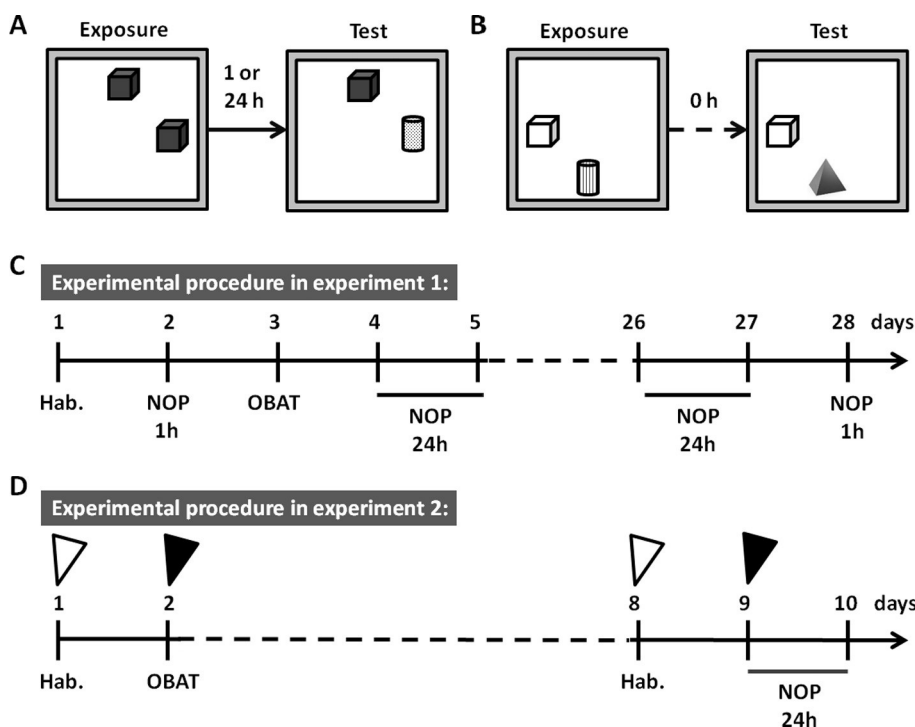 A
Exposure
Test
1 or
24 h
B
Exposure
Test
0 h
C
Experimental procedure in experiment 1:
1 2 3 4 5 26 27 28 days
Hab. NOP OBAT NOP NOP NOP
1h 24h 24h 1h
D
Experimental procedure in experiment 2:
1 2 8 9 10 days
Hab. OBAT Hab. NOP
24h